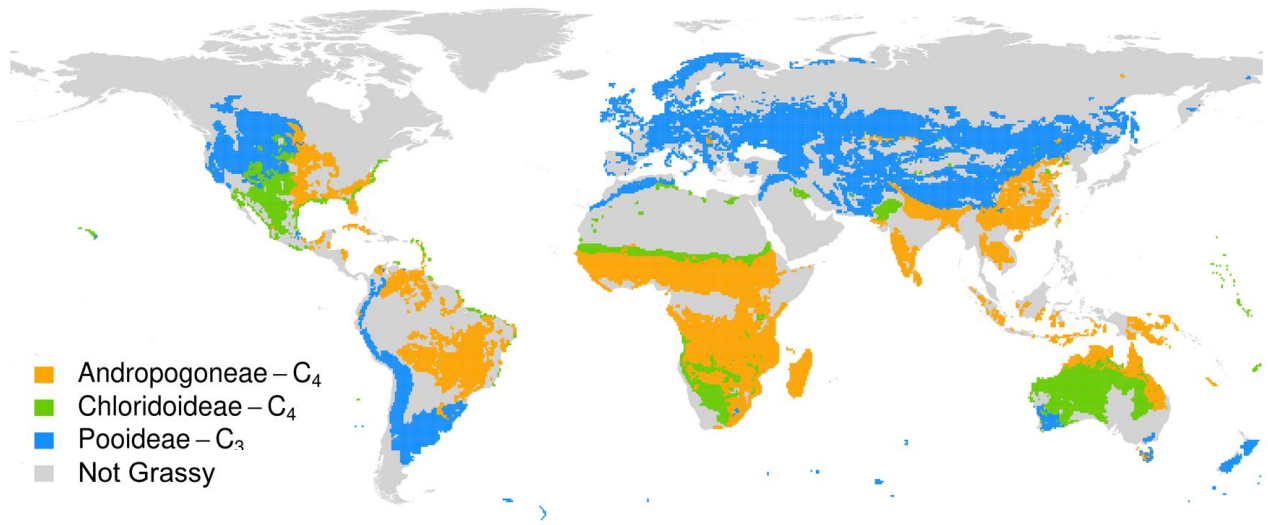 Andropogoneae – C₄
Chloridoideae – C₄
Pooideae – C₃
Not Grassy